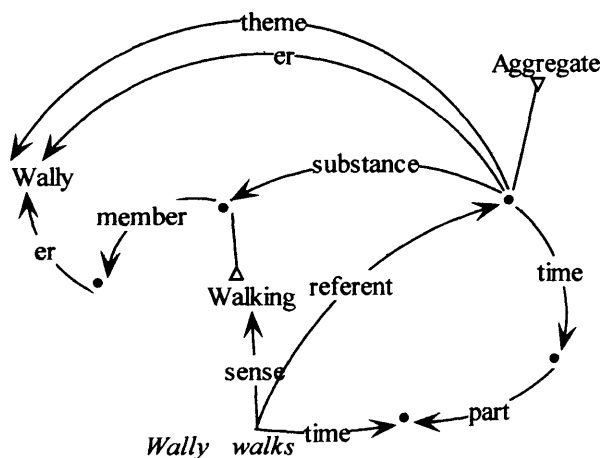 theme
er
Aggregate
substance
Wally
member
er
time
Walking
referent
sense
part
time
Wally walks